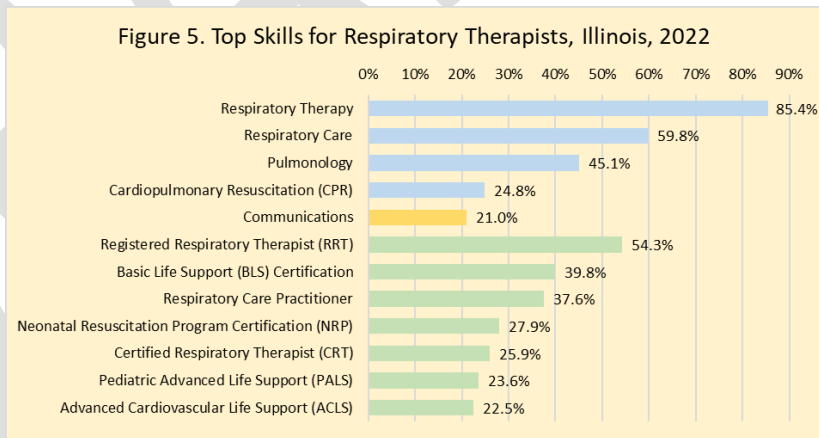 Figure 5. Top Skills for Respiratory Therapists, Illinois, 2022
0% 10% 20% 30% 40% 50% 60% 70% 80% 90%
Respiratory Therapy 85.4%
Respiratory Care 59.8%
Pulmonology 45.1%
Cardiopulmonary Resuscitation (CPR) 24.8%
Communications 21.0%
Registered Respiratory Therapist (RRT) 54.3%
Basic Life Support (BLS) Certification 39.8%
Respiratory Care Practitioner 37.6%
Neonatal Resuscitation Program Certification (NRP) 27.9%
Certified Respiratory Therapist (CRT) 25.9%
Pediatric Advanced Life Support (PALS) 23.6%
Advanced Cardiovascular Life Support (ACLS) 22.5%